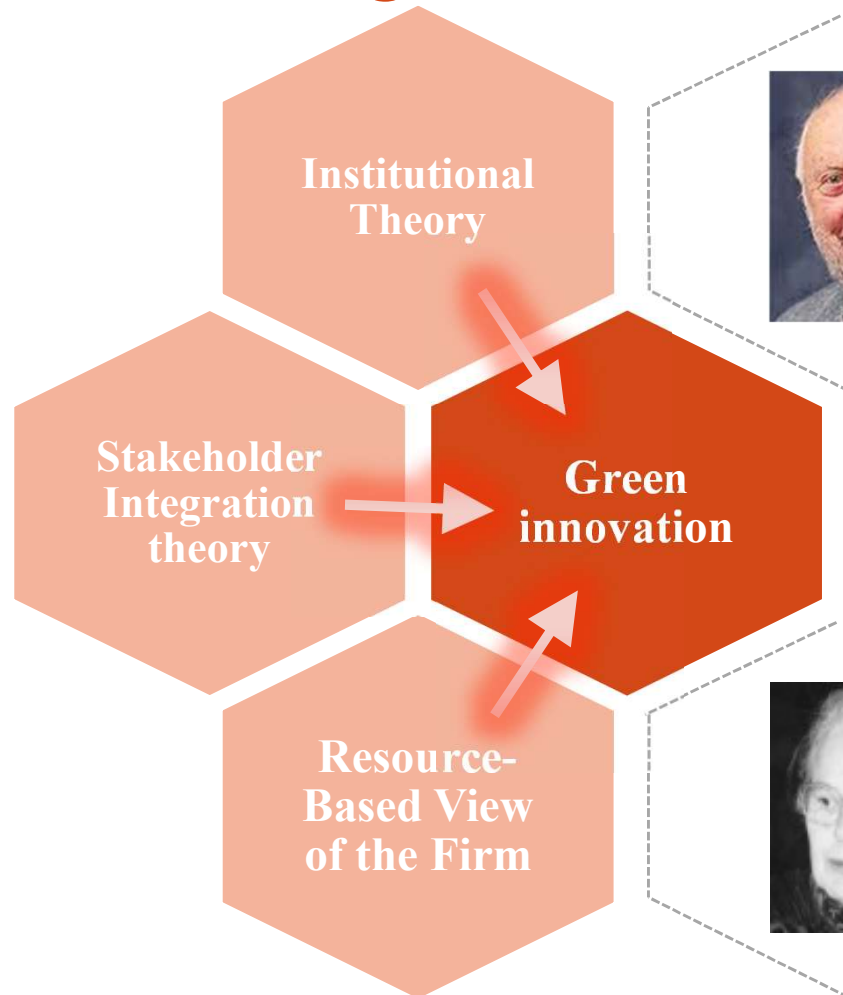 Institutional
Theory
Stakeholder
Integration
theory
Green
innovation
Resource-
Based View
of the Firm